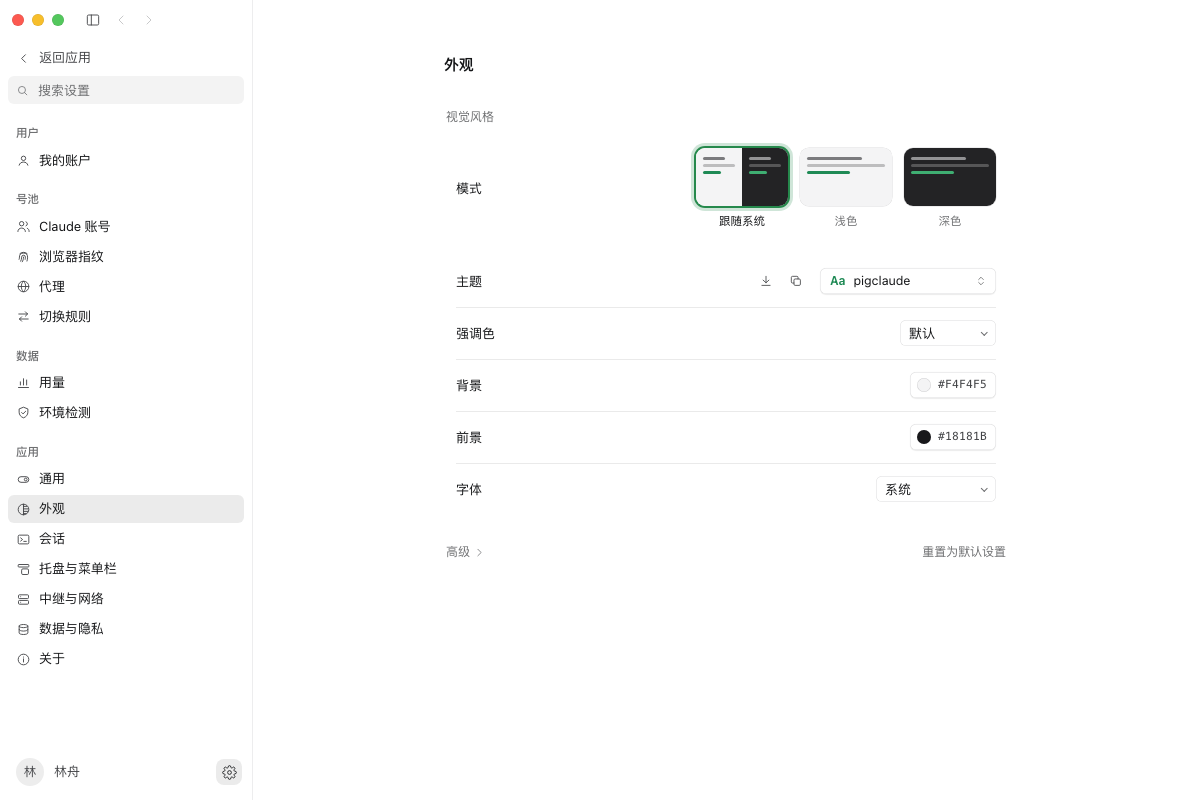 返回应用
搜索设置
用户
我的账户
号池
Claude 账号
浏览器指纹
代理
切换规则
数据
用量
环境检测
应用
通用
外观
会话
托盘与菜单栏
中继与网络
数据与隐私
关于
林 林舟
外观
视觉风格
模式
跟随系统 浅色 深色
主题 Aa pigclaude
强调色 默认
背景 #F4F4F5
前景 #18181B
字体 系统
高级 重置为默认设置